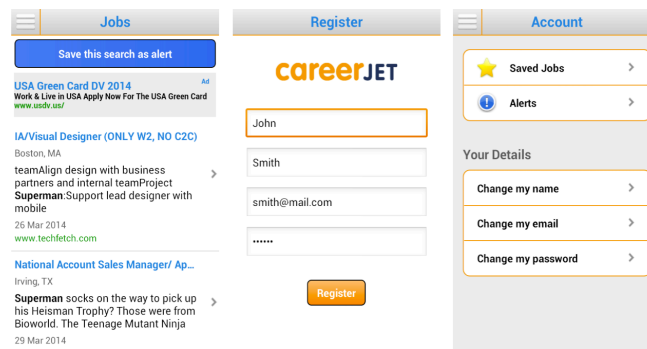 Jobs
Save this search as alert
USA Green Card DV 2014 Ad
Work & Live in USA Apply Now For The USA Green Card
www.usdv.us/
IA/Visual Designer (ONLY W2, NO C2C)
Boston, MA
teamAlign design with business
partners and internal teamProject
Superman:Support lead designer with
mobile
26 Mar 2014
www.techfetch.com
National Account Sales Manager/ Ap...
Irving, TX
Superman socks on the way to pick up
his Heisman Trophy? Those were from
Bioworld. The Teenage Mutant Ninja
29 Mar 2014
Register
careerJET
John
Smith
smith@mail.com
••••••
Register
Account
Saved Jobs
Alerts
Your Details
Change my name
Change my email
Change my password